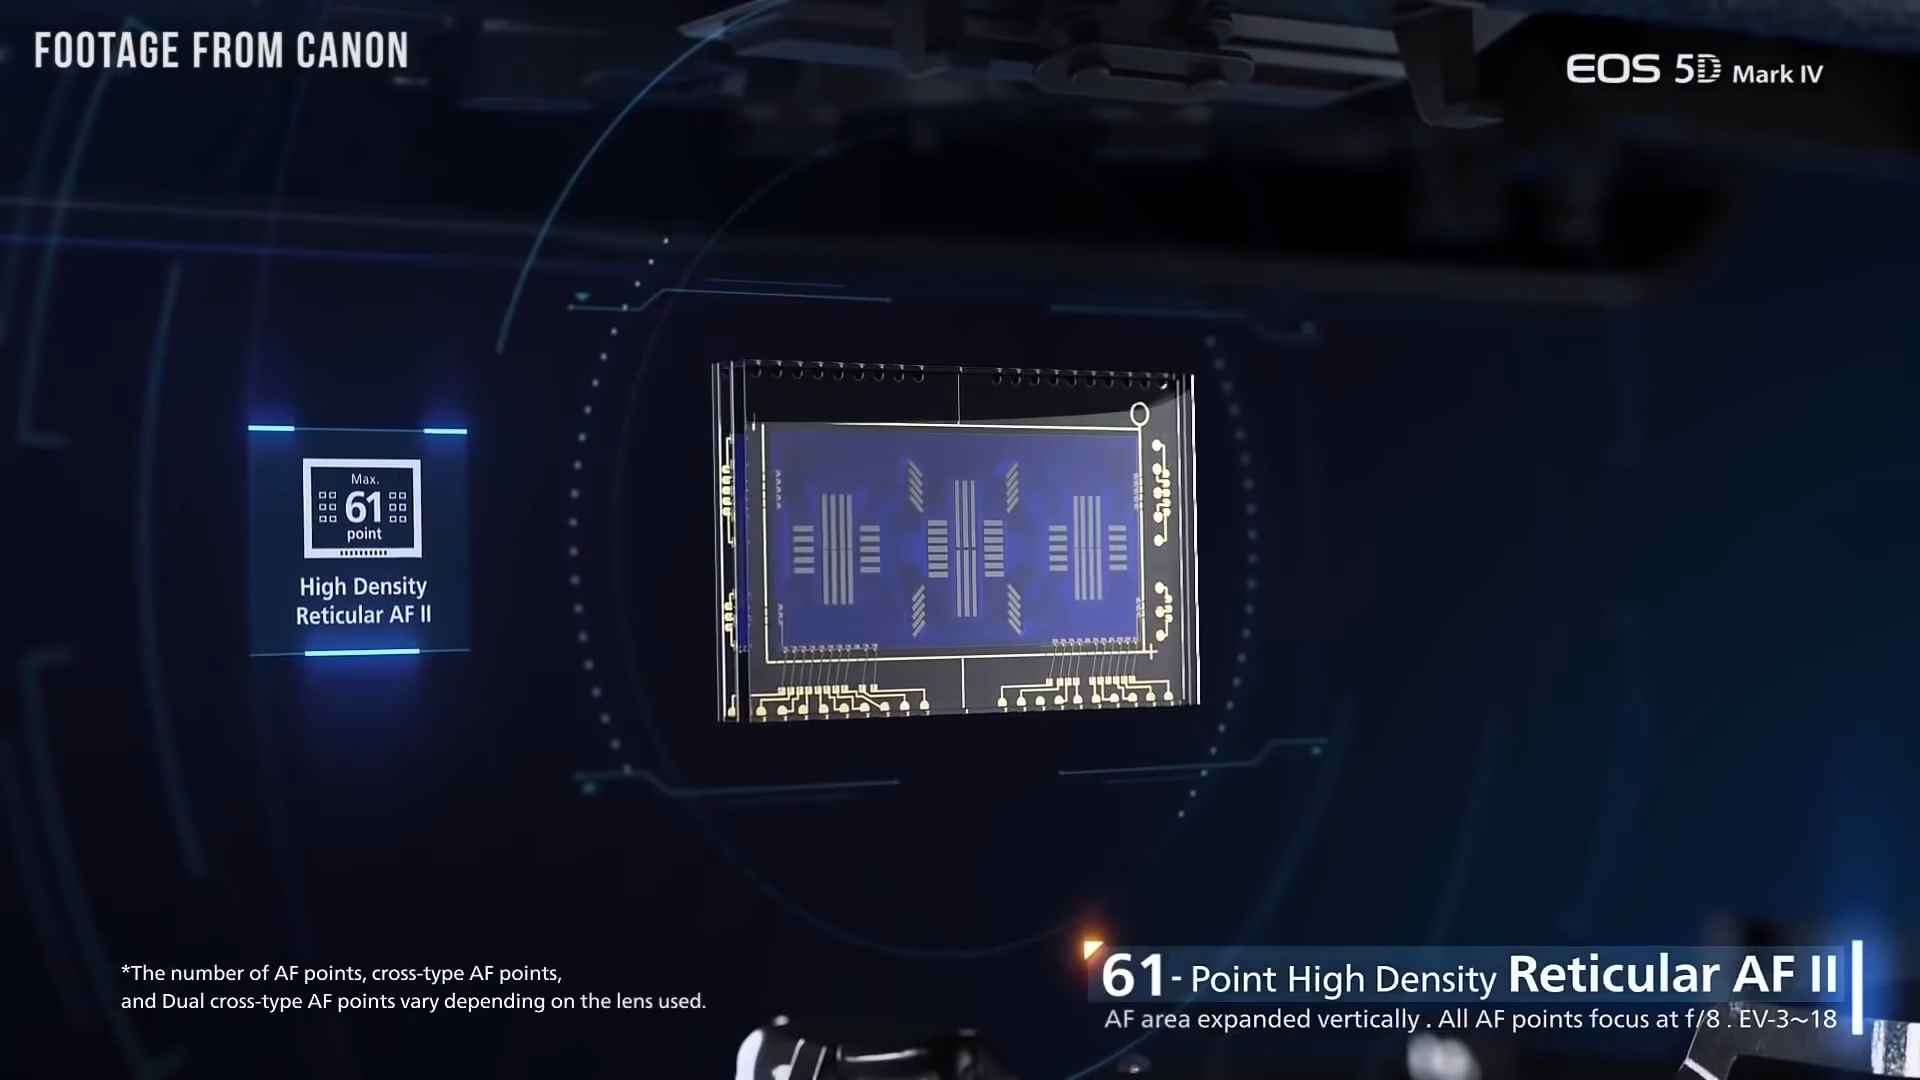 FOOTAGE FROM CANON
EOS 5D Mark IV
Max.
61
point
High Density
Reticular AF II
*The number of AF points, cross-type AF points,
and Dual cross-type AF points vary depending on the lens used.
61- Point High Density Reticular AF II
AF area expanded vertically . All AF points focus at f/8 . EV-3~18